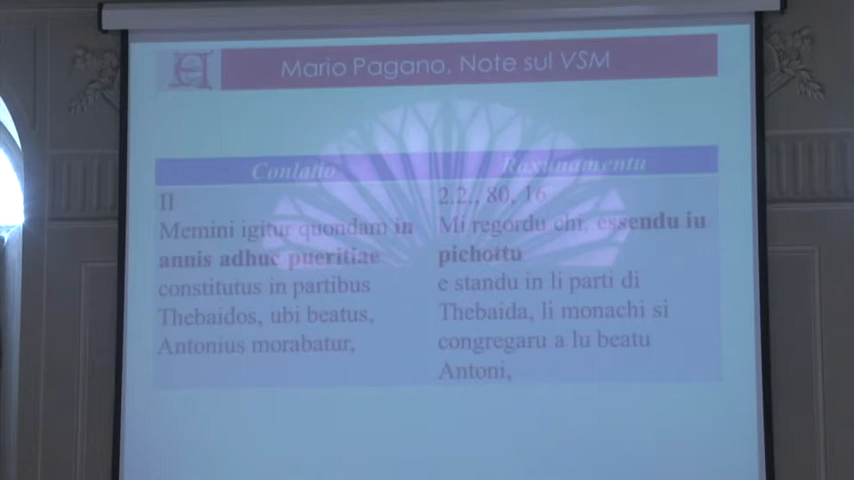 Mario Pagano, Note sul VSM
Conlatio
Raxunamentu
II
Memini igitur quondam in
annis adhuc pueritiae
constitutus in partibus
Thebaidos, ubi beatus,
Antonius morabatur,
2.2., 80, 16
Mi regordu chi, essendu iu
pichottu
e standu in li parti di
Thebaida, li monachi si
congregaru a lu beatu
Antoni,